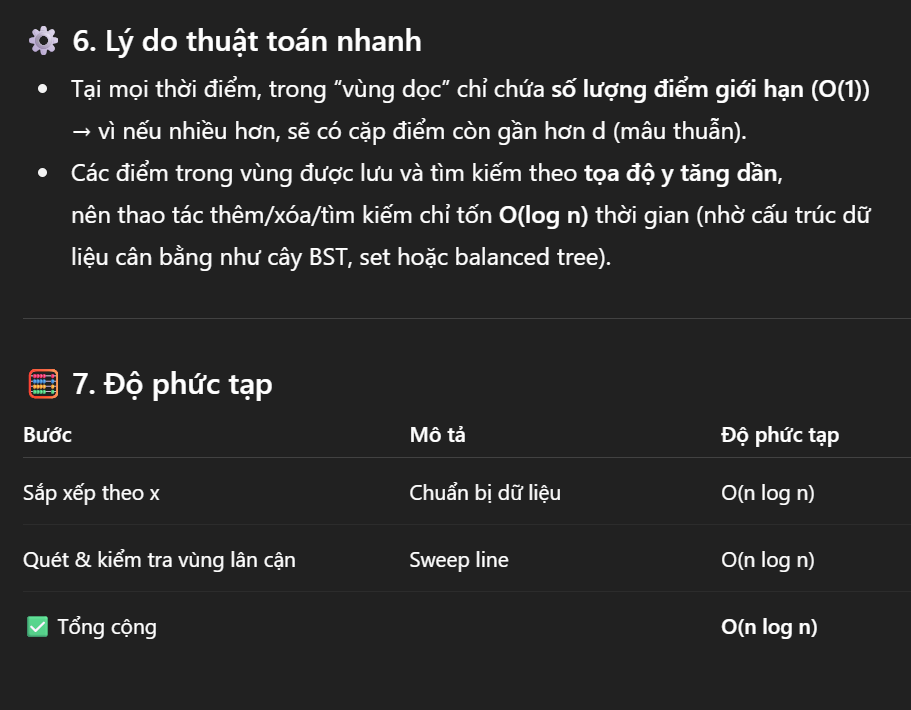 ⚙️ 6. Lý do thuật toán nhanh
• Tại mọi thời điểm, trong “vùng dọc” chỉ chứa số lượng điểm giới hạn (O(1))
→ vì nếu nhiều hơn, sẽ có cặp điểm còn gần hơn d (mâu thuẫn).
• Các điểm trong vùng được lưu và tìm kiếm theo tọa độ y tăng dần,
nên thao tác thêm/xóa/tìm kiếm chỉ tốn O(log n) thời gian (nhờ cấu trúc dữ
liệu cân bằng như cây BST, set hoặc balanced tree).
🧮 7. Độ phức tạp
Bước Mô tả Độ phức tạp
Sắp xếp theo x Chuẩn bị dữ liệu O(n log n)
Quét & kiểm tra vùng lân cận Sweep line O(n log n)
✅ Tổng cộng O(n log n)